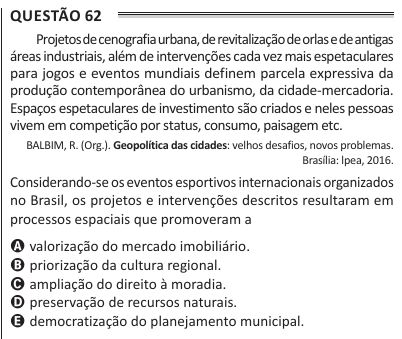 QUESTÃO 62
Projetos de cenografia urbana, de revitalização de orlas e de antigas
áreas industriais, além de intervenções cada vez mais espetaculares
para jogos e eventos mundiais definem parcela expressiva da
produção contemporânea do urbanismo, da cidade-mercadoria.
Espaços espetaculares de investimento são criados e neles pessoas
vivem em competição por status, consumo, paisagem etc.
BALBIM, R. (Org.). Geopolítica das cidades: velhos desafios, novos problemas.
Brasília: Ipea, 2016.
Considerando-se os eventos esportivos internacionais organizados
no Brasil, os projetos e intervenções descritos resultaram em
processos espaciais que promoveram a
A valorização do mercado imobiliário.
B priorização da cultura regional.
C ampliação do direito à moradia.
D preservação de recursos naturais.
E democratização do planejamento municipal.